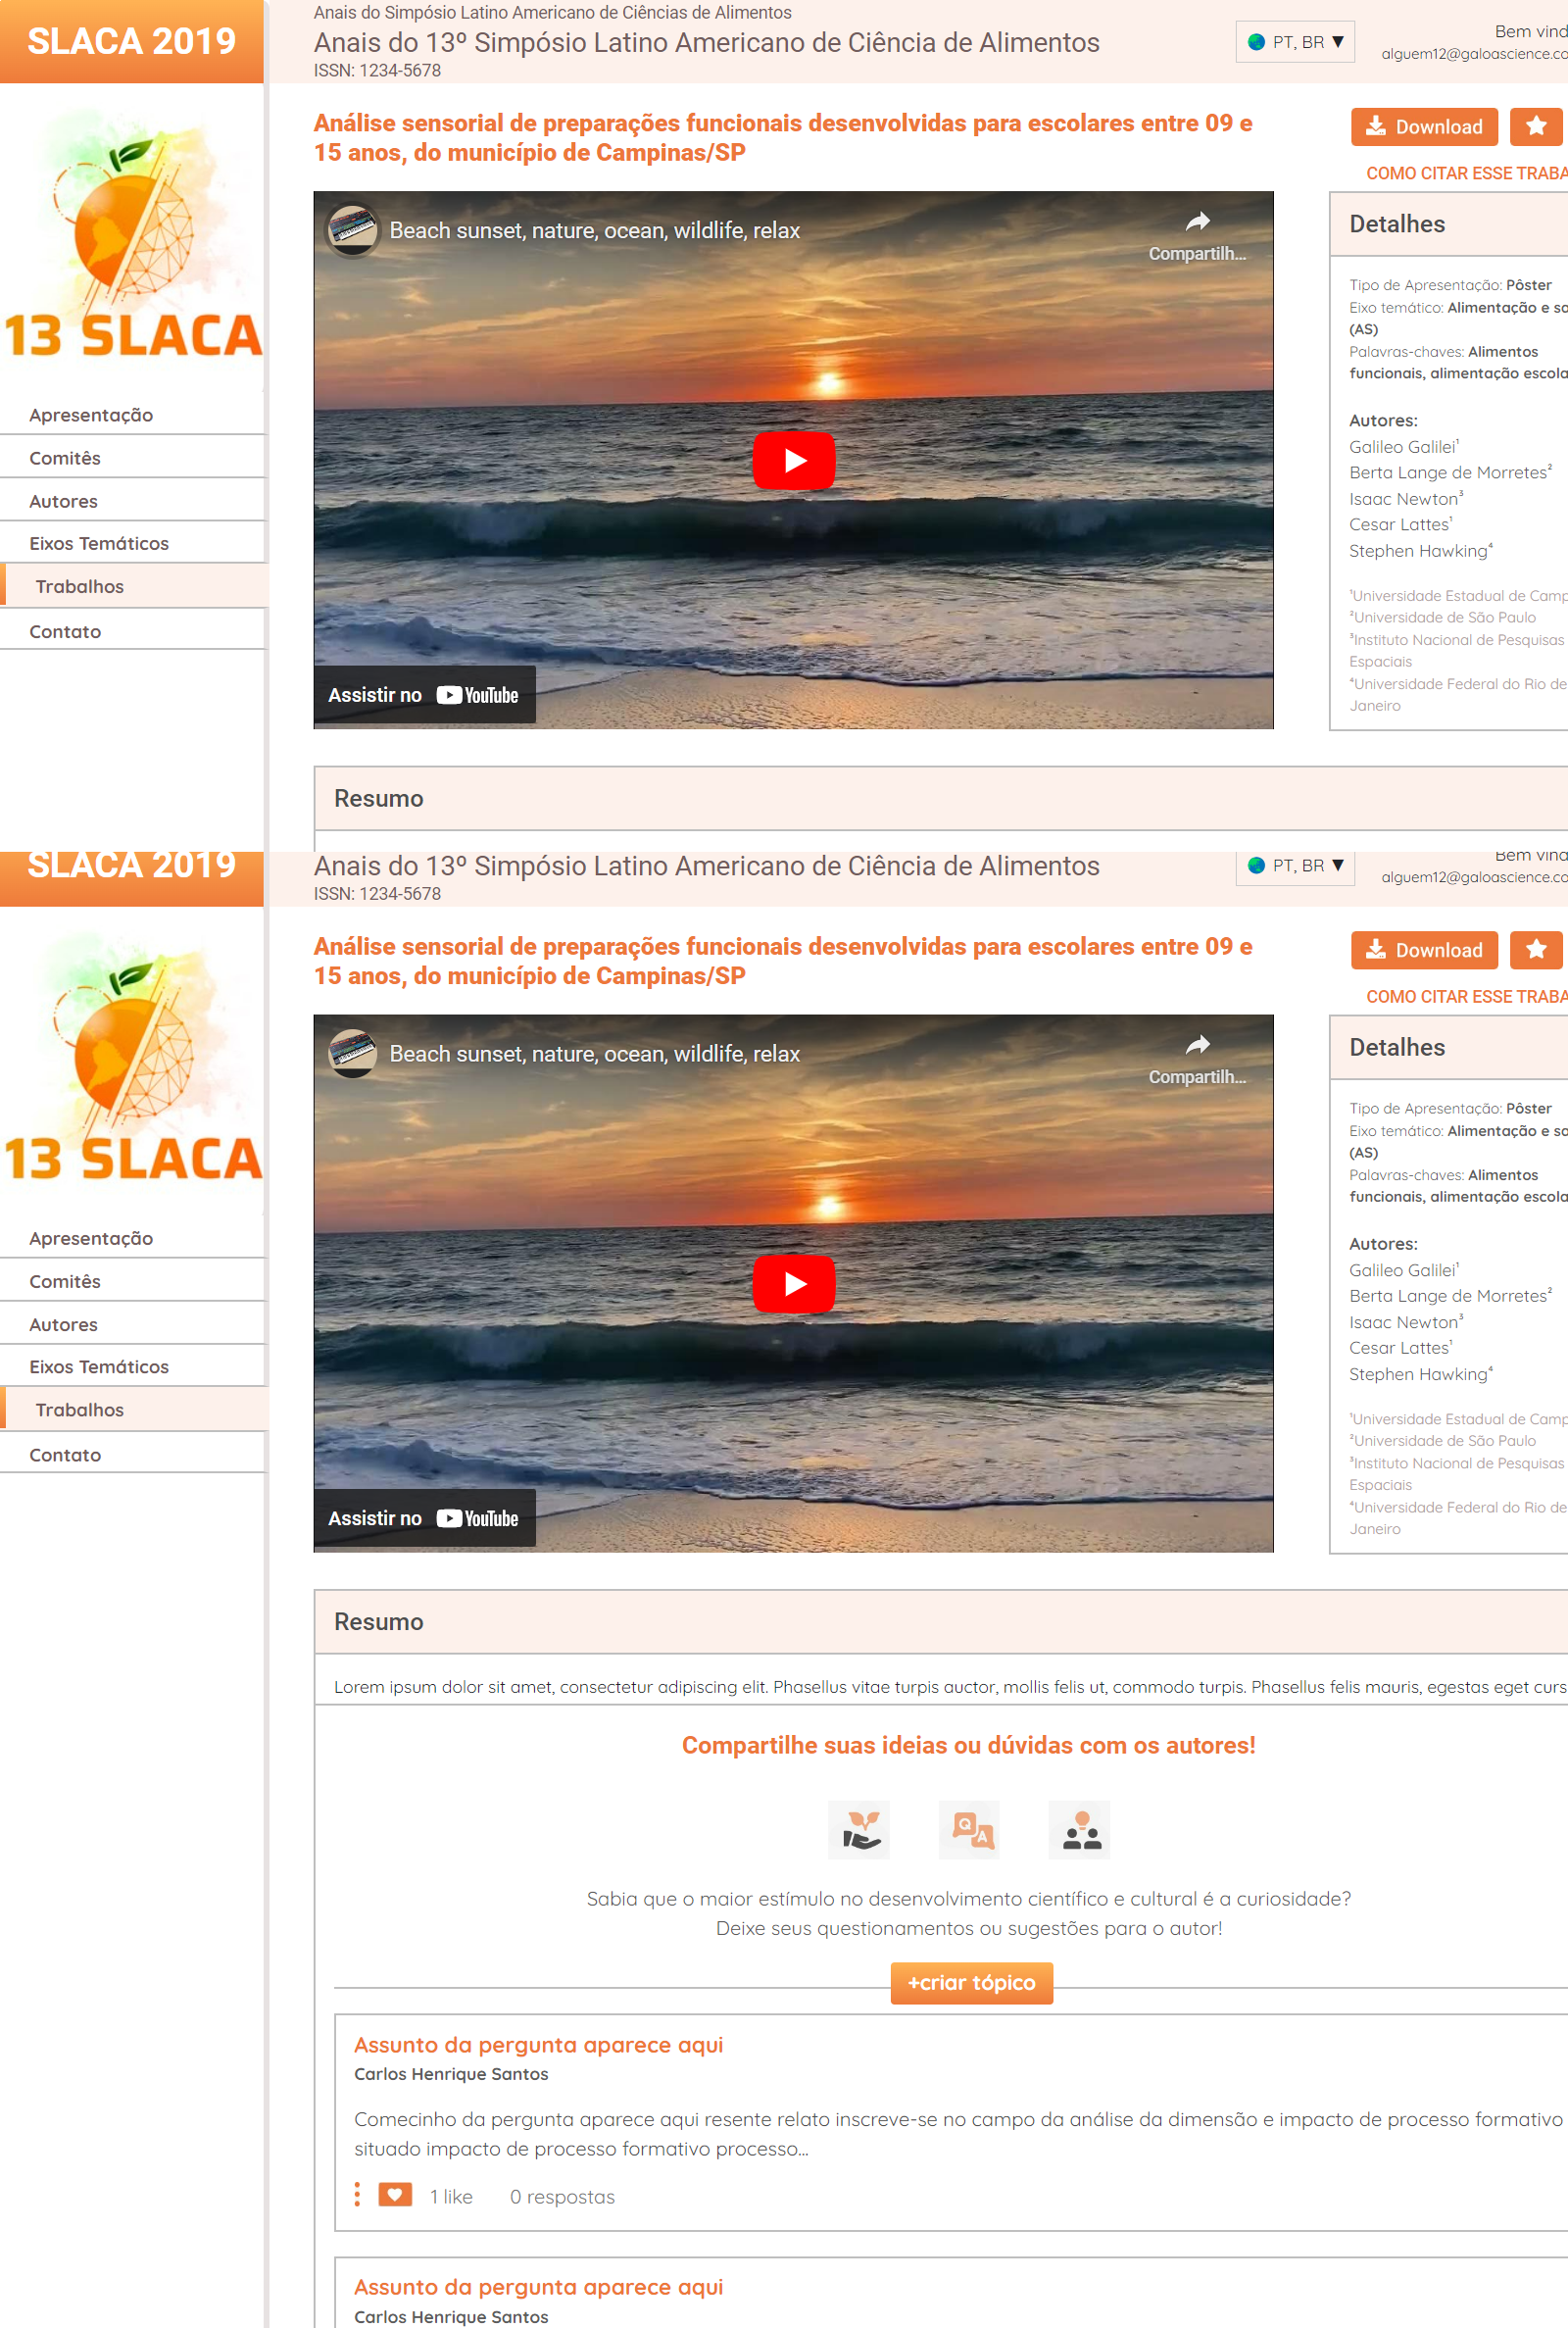 SLACA 2019
Anais do Simpósio Latino Americano de Ciências de Alimentos
Anais do 13º Simpósio Latino Americano de Ciência de Alimentos
ISSN: 1234-5678
PT, BR ▼
Bem vind
alguem12@galoascience.co
13 SLACA
Apresentação
Comitês
Autores
Eixos Temáticos
Trabalhos
Contato
Análise sensorial de preparações funcionais desenvolvidas para escolares entre 09 e
15 anos, do município de Campinas/SP
Download
COMO CITAR ESSE TRABA
Beach sunset, nature, ocean, wildlife, relax
Compartilh...
Assistir no YouTube
Detalhes
Tipo de Apresentação: Pôster
Eixo temático: Alimentação e sa
(AS)
Palavras-chaves: Alimentos
funcionais, alimentação escola
Autores:
Galileo Galilei¹
Berta Lange de Morretes²
Isaac Newton³
Cesar Lattes¹
Stephen Hawking⁴
¹Universidade Estadual de Camp
²Universidade de São Paulo
³Instituto Nacional de Pesquisas
Espaciais
⁴Universidade Federal do Rio de
Janeiro
Resumo
SLACA 2019
Anais do 13º Simpósio Latino Americano de Ciência de Alimentos
ISSN: 1234-5678
PT, BR ▼
Bem vind
alguem12@galoascience.co
13 SLACA
Apresentação
Comitês
Autores
Eixos Temáticos
Trabalhos
Contato
Análise sensorial de preparações funcionais desenvolvidas para escolares entre 09 e
15 anos, do município de Campinas/SP
Download
COMO CITAR ESSE TRABA
Beach sunset, nature, ocean, wildlife, relax
Compartilh...
Assistir no YouTube
Detalhes
Tipo de Apresentação: Pôster
Eixo temático: Alimentação e sa
(AS)
Palavras-chaves: Alimentos
funcionais, alimentação escola
Autores:
Galileo Galilei¹
Berta Lange de Morretes²
Isaac Newton³
Cesar Lattes¹
Stephen Hawking⁴
¹Universidade Estadual de Camp
²Universidade de São Paulo
³Instituto Nacional de Pesquisas
Espaciais
⁴Universidade Federal do Rio de
Janeiro
Resumo
Lorem ipsum dolor sit amet, consectetur adipiscing elit. Phasellus vitae turpis auctor, mollis felis ut, commodo turpis. Phasellus felis mauris, egestas eget curs
Compartilhe suas ideias ou dúvidas com os autores!
Q A
Sabia que o maior estímulo no desenvolvimento científico e cultural é a curiosidade?
Deixe seus questionamentos ou sugestões para o autor!
+criar tópico
Assunto da pergunta aparece aqui
Carlos Henrique Santos
Comecinho da pergunta aparece aqui resente relato inscreve-se no campo da análise da dimensão e impacto de processo formativo
situado impacto de processo formativo processo...
1 like 0 respostas
Assunto da pergunta aparece aqui
Carlos Henrique Santos